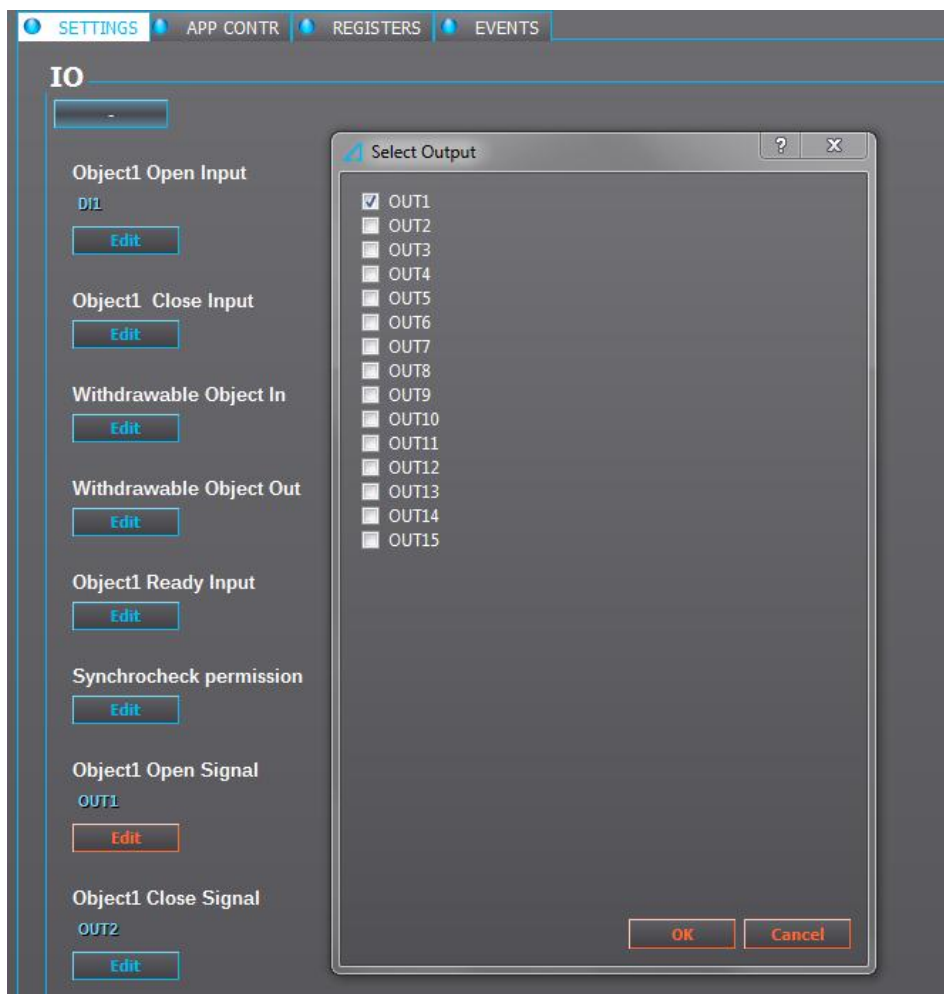 SETTINGS APP CONTR REGISTERS EVENTS
IO
-
Object1 Open Input
DI1
Edit
Object1 Close Input
Edit
Withdrawable Object In
Edit
Withdrawable Object Out
Edit
Object1 Ready Input
Edit
Synchrocheck permission
Edit
Object1 Open Signal
OUT1
Edit
Object1 Close Signal
OUT2
Edit
Select Output ? X
OUT1
OUT2
OUT3
OUT4
OUT5
OUT6
OUT7
OUT8
OUT9
OUT10
OUT11
OUT12
OUT13
OUT14
OUT15
OK Cancel